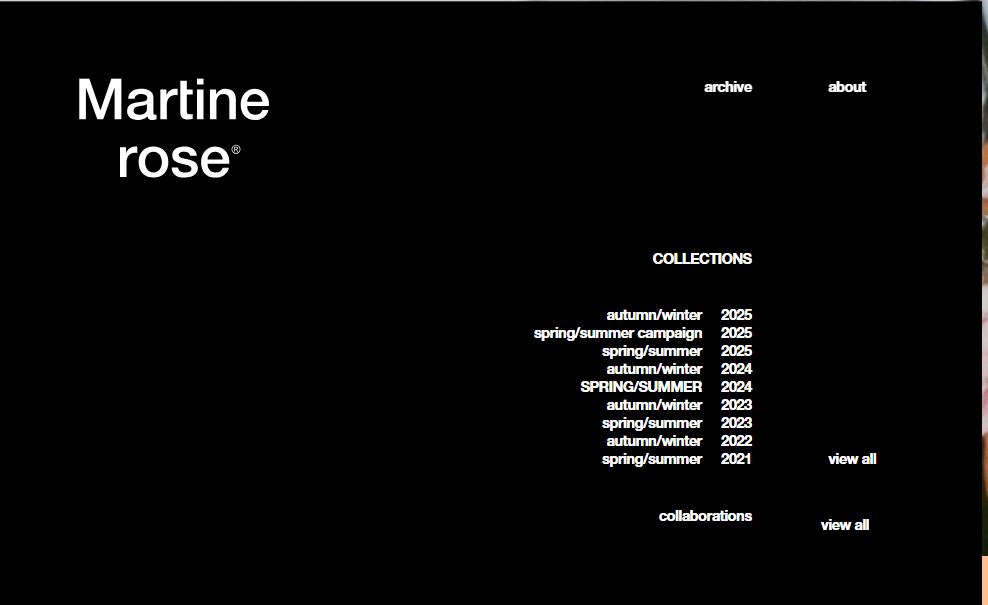 Martine
rose®
archive about
COLLECTIONS
autumn/winter 2025
spring/summer campaign 2025
spring/summer 2025
autumn/winter 2024
SPRING/SUMMER 2024
autumn/winter 2023
spring/summer 2023
autumn/winter 2022
spring/summer 2021 view all
collaborations
view all